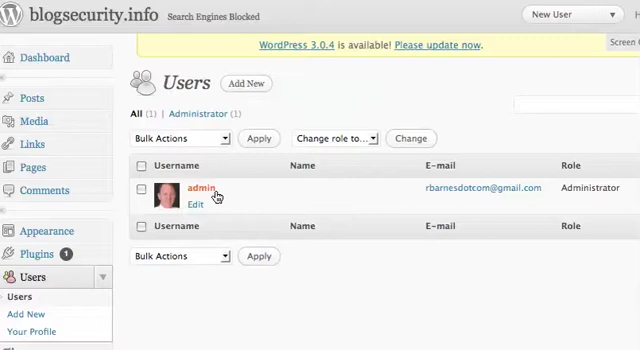 blogsecurity.info Search Engines Blocked New User
WordPress 3.0.4 is available! Please update now.
Screen
Dashboard
Users Add New
Posts
Media
Links
Pages
Comments
All (1) | Administrator (1)
Bulk Actions Apply Change role to... Change
Username Name E-mail Role
admin rbarnesdotcom@gmail.com Administrator
Edit
Username Name E-mail Role
Bulk Actions Apply
Appearance
Plugins 1
Users
Users
Add New
Your Profile